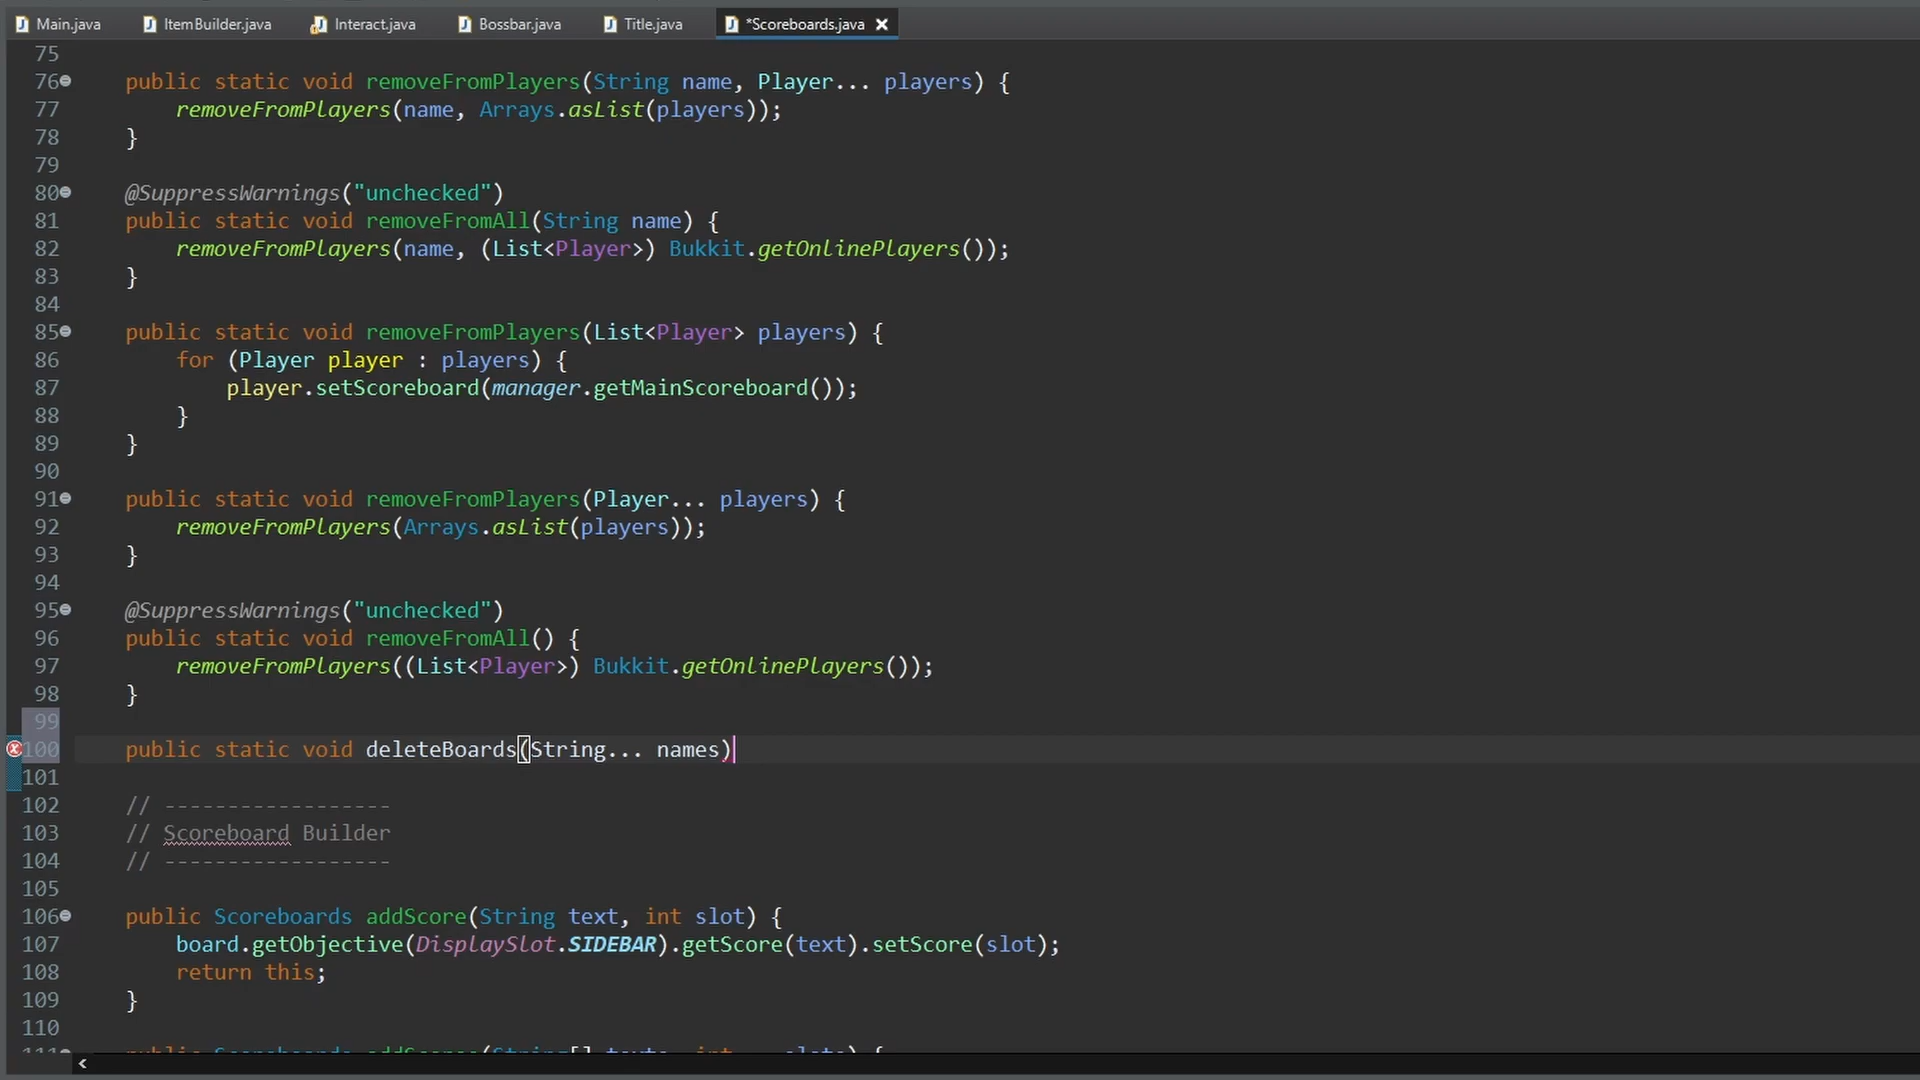 Main.java ItemBuilder.java Interact.java Bossbar.java Title.java *Scoreboards.java
75
76 public static void removeFromPlayers(String name, Player... players) {
77 removeFromPlayers(name, Arrays.asList(players));
78 }
79
80 @SuppressWarnings("unchecked")
81 public static void removeFromAll(String name) {
82 removeFromPlayers(name, (List<Player>) Bukkit.getOnlinePlayers());
83 }
84
85 public static void removeFromPlayers(List<Player> players) {
86 for (Player player : players) {
87 player.setScoreboard(manager.getMainScoreboard());
88 }
89 }
90
91 public static void removeFromPlayers(Player... players) {
92 removeFromPlayers(Arrays.asList(players));
93 }
94
95 @SuppressWarnings("unchecked")
96 public static void removeFromAll() {
97 removeFromPlayers((List<Player>) Bukkit.getOnlinePlayers());
98 }
99
100 public static void deleteBoards(String... names)
101
102 // ------------------
103 // Scoreboard Builder
104 // ------------------
105
106 public Scoreboards addScore(String text, int slot) {
107 board.getObjective(DisplaySlot.SIDEBAR).getScore(text).setScore(slot);
108 return this;
109 }
110